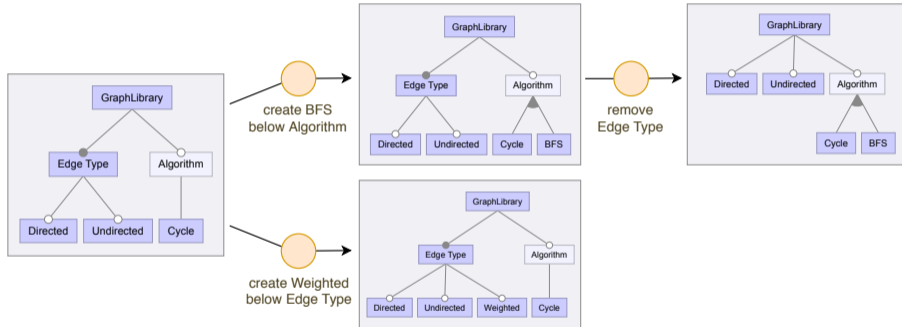 GraphLibrary
Edge Type
Algorithm
Directed
Undirected
Cycle
create BFS
below Algorithm
GraphLibrary
Edge Type
Algorithm
Directed
Undirected
Cycle
BFS
remove
Edge Type
GraphLibrary
Directed
Undirected
Algorithm
Cycle
BFS
create Weighted
below Edge Type
GraphLibrary
Edge Type
Algorithm
Directed
Undirected
Weighted
Cycle